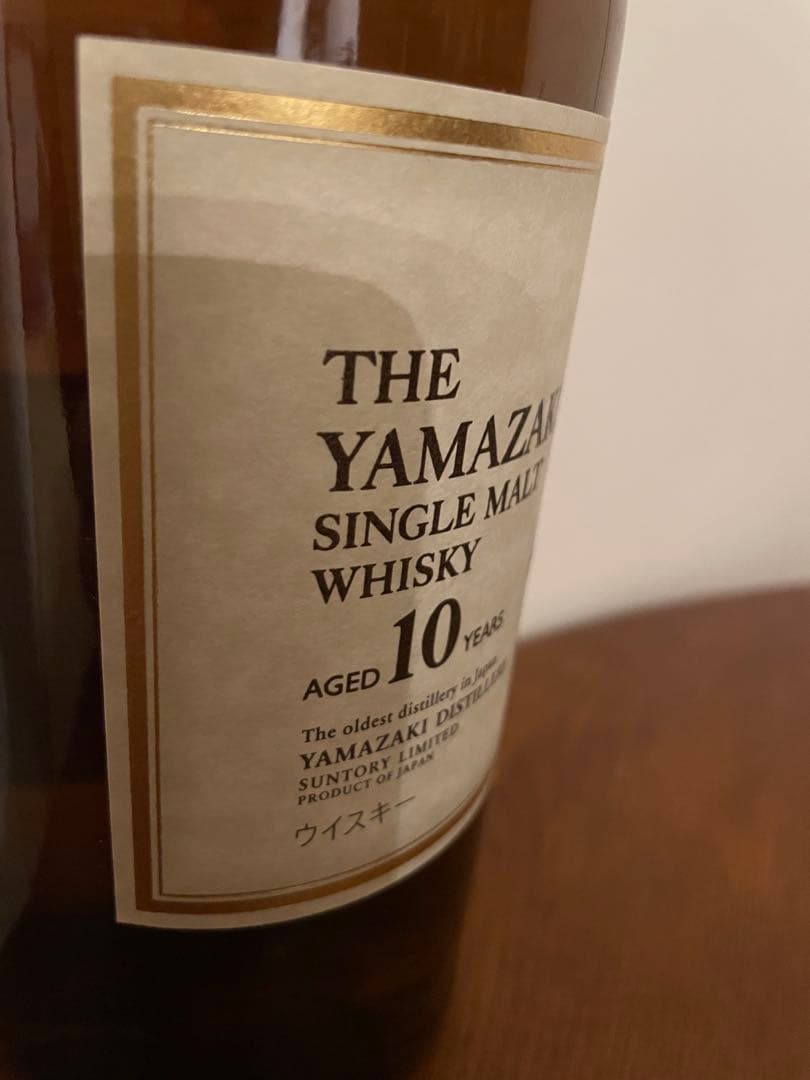 THE
YAMAZAKI
SINGLE MALT
WHISKY
AGED 10 YEARS
The oldest distillery in Japan
YAMAZAKI DISTILLERY
SUNTORY LIMITED
PRODUCT OF JAPAN
ウイスキー